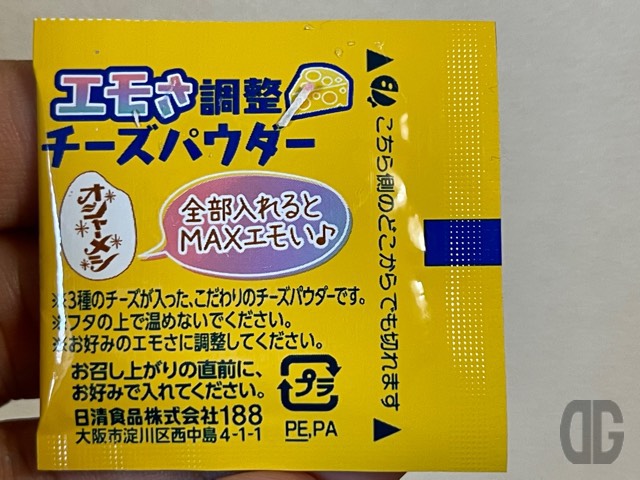 エモさ調整
チーズパウダー
オシャーメシ
全部入れると
MAXエモい♪
※3種のチーズが入った、こだわりのチーズパウダーです。
※フタの上で温めないでください。
※お好みのエモさに調整してください。
お召し上がりの直前に、
お好みで入れてください。
日清食品株式会社188
大阪市淀川区西中島4-1-1
プラ
PE,PA
こちら側のどこからでも切れます
DG